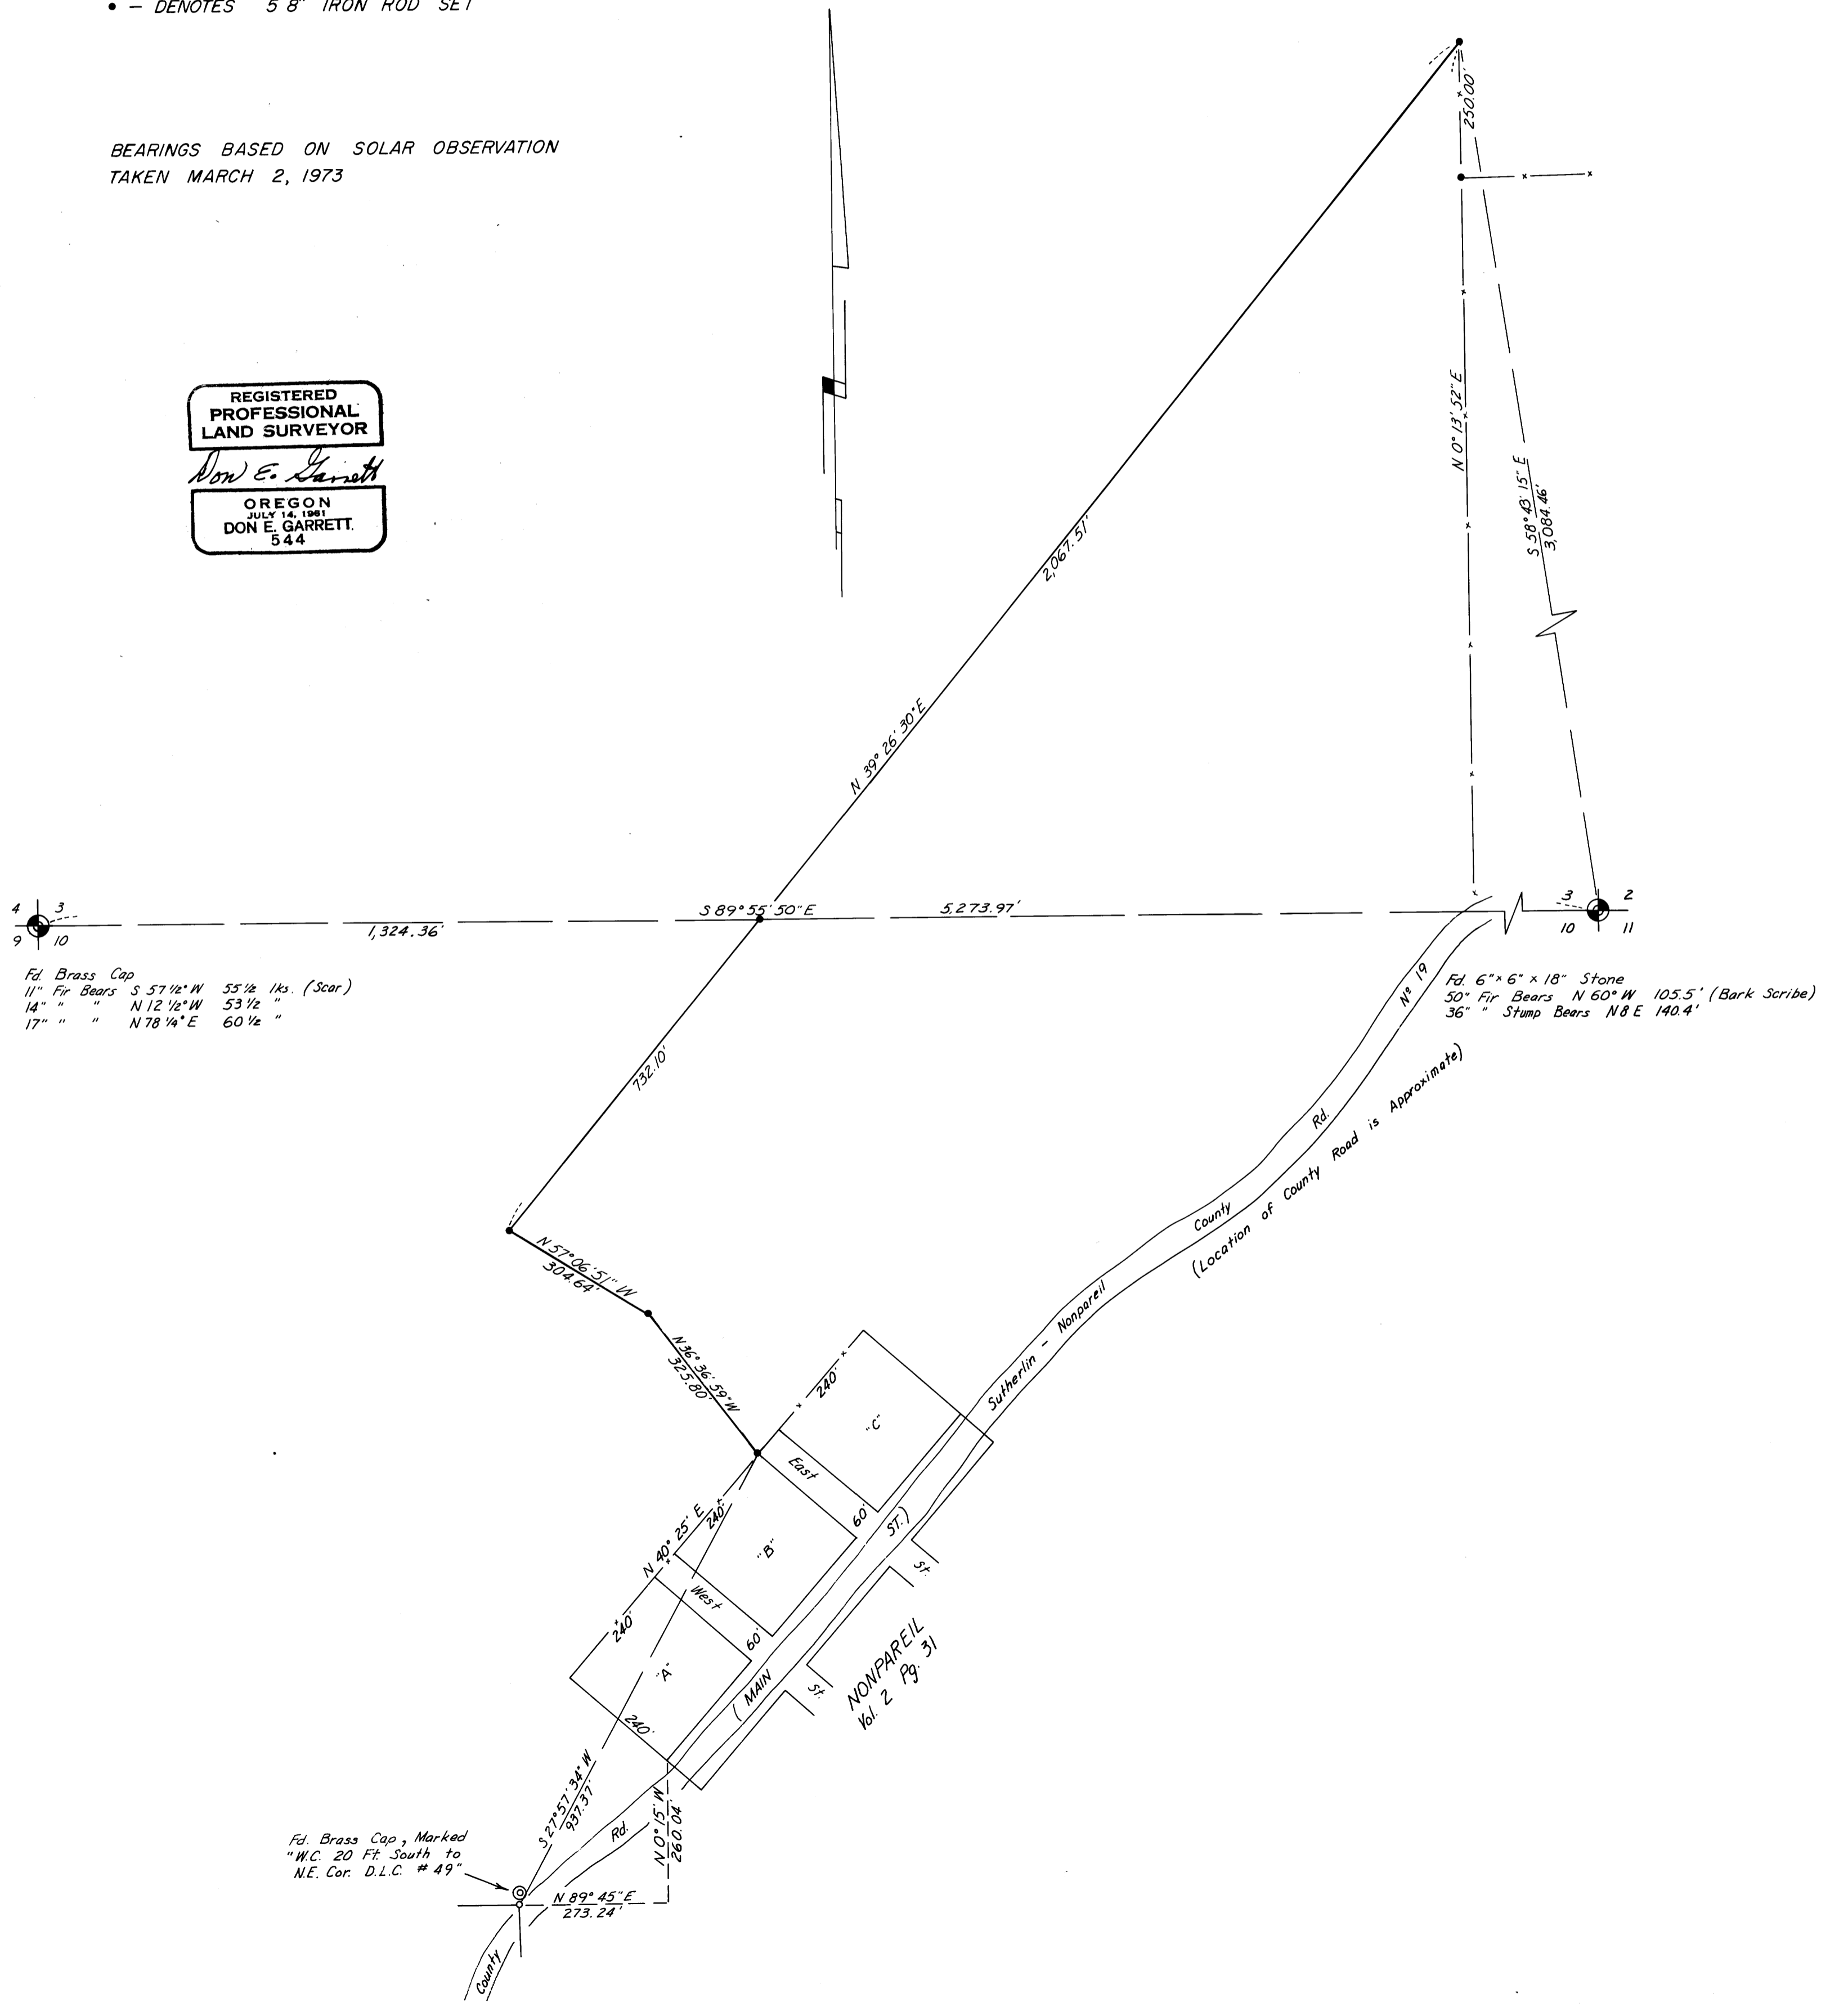 • – DENOTES 5 8" IRON ROD SET
BEARINGS BASED ON SOLAR OBSERVATION
TAKEN MARCH 2, 1973
REGISTERED
PROFESSIONAL
LAND SURVEYOR
Don E. Garrett
OREGON
JULY 14, 1961
DON E. GARRETT.
544
250.00'
N 0° 13' 52" E
S 58° 43' 15" E
3,084.46'
2,067.51'
N 39° 26' 30" E
4 3
9 10
1,324.36'
S 89° 55' 50" E
5,273.97'
3 2
10 11
Fd. Brass Cap
11" Fir Bears S 57 1/2° W 55 1/2 lks. (Scar)
14" " " N 12 1/2° W 53 1/2 "
17" " " N 78 1/4° E 60 1/2 "
Fd. 6" x 6" x 18" Stone
50" Fir Bears N 60° W 105.5' (Bark Scribe)
36" " Stump Bears N 8 E 140.4'
732.10'
Sutherlin - Nonpareil County Rd. Nº 19
(Location of County Road is Approximate)
N 57° 06' 51" W
304.64'
N 36° 36' 59" W
325.80'
240'
"C"
East
60'
N 40° 25' E
240'
"B"
West
60'
240'
"A"
240'
(MAIN ST.)
St.
St.
NONPAREIL
Vol. 2 Pg. 31
S 27° 57' 34" W
937.37'
Rd.
N 0° 15' W
260.04'
Fd. Brass Cap, Marked
"W.C. 20 Ft. South to
N.E. Cor. D.L.C. # 49"
N 89° 45" E
273.24'
County